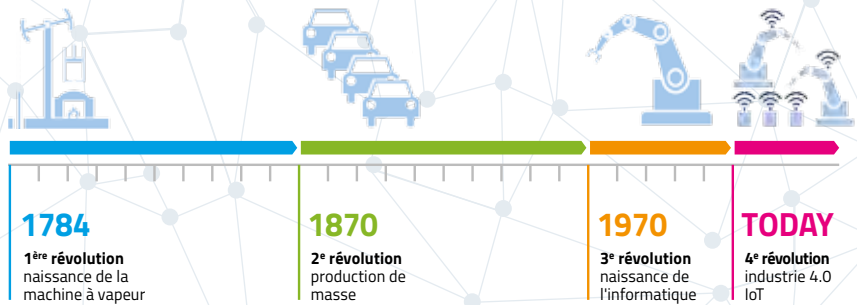 1784
1ère révolution
naissance de la
machine à vapeur
1870
2e révolution
production de
masse
1970
3e révolution
naissance de
l'informatique
TODAY
4e révolution
industrie 4.0
IoT